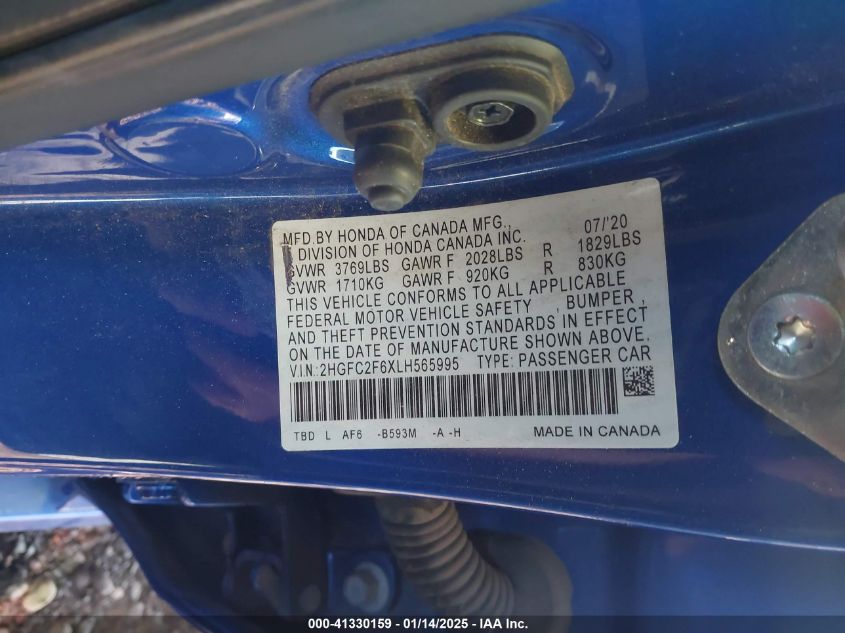 MFD.BY HONDA OF CANADA MFG., 07/'20
A DIVISION OF HONDA CANADA INC.
GVWR 3769LBS GAWR F 2028LBS R 1829LBS
GVWR 1710KG GAWR F 920KG R 830KG
THIS VEHICLE CONFORMS TO ALL APPLICABLE
FEDERAL MOTOR VEHICLE SAFETY , BUMPER ,
AND THEFT PREVENTION STANDARDS IN EFFECT
ON THE DATE OF MANUFACTURE SHOWN ABOVE.
VIN: 2HGFC2F6XLH565995 TYPE: PASSENGER CAR
TBD L AF6 -B593M -A -H MADE IN CANADA
000-41330159 — 01/14/2025 — IAA Inc.